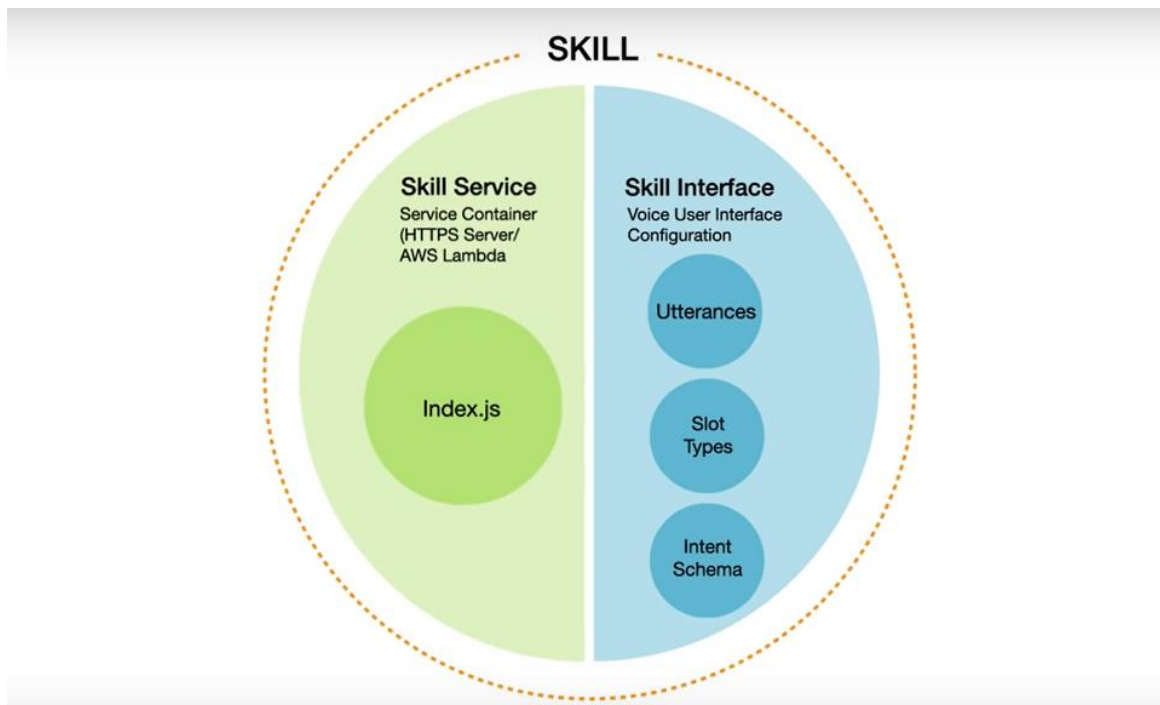 SKILL
Skill Service
Service Container
(HTTPS Server/
AWS Lambda
Index.js
Skill Interface
Voice User Interface
Configuration
Utterances
Slot
Types
Intent
Schema